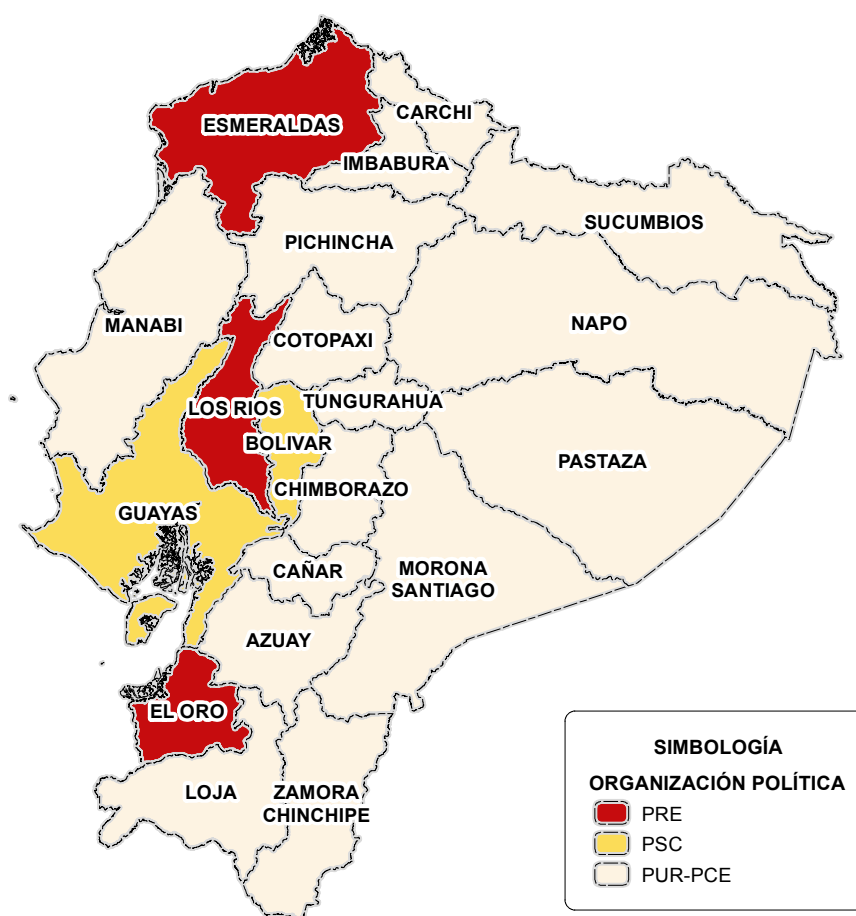 CARCHI
ESMERALDAS
IMBABURA
SUCUMBIOS
PICHINCHA
MANABI
NAPO
COTOPAXI
TUNGURAHUA
LOS RIOS
BOLIVAR
PASTAZA
CHIMBORAZO
GUAYAS
CAÑAR
MORONA
SANTIAGO
AZUAY
EL ORO
LOJA
ZAMORA
CHINCHIPE
SIMBOLOGÍA
ORGANIZACIÓN POLÍTICA
PRE
PSC
PUR-PCE